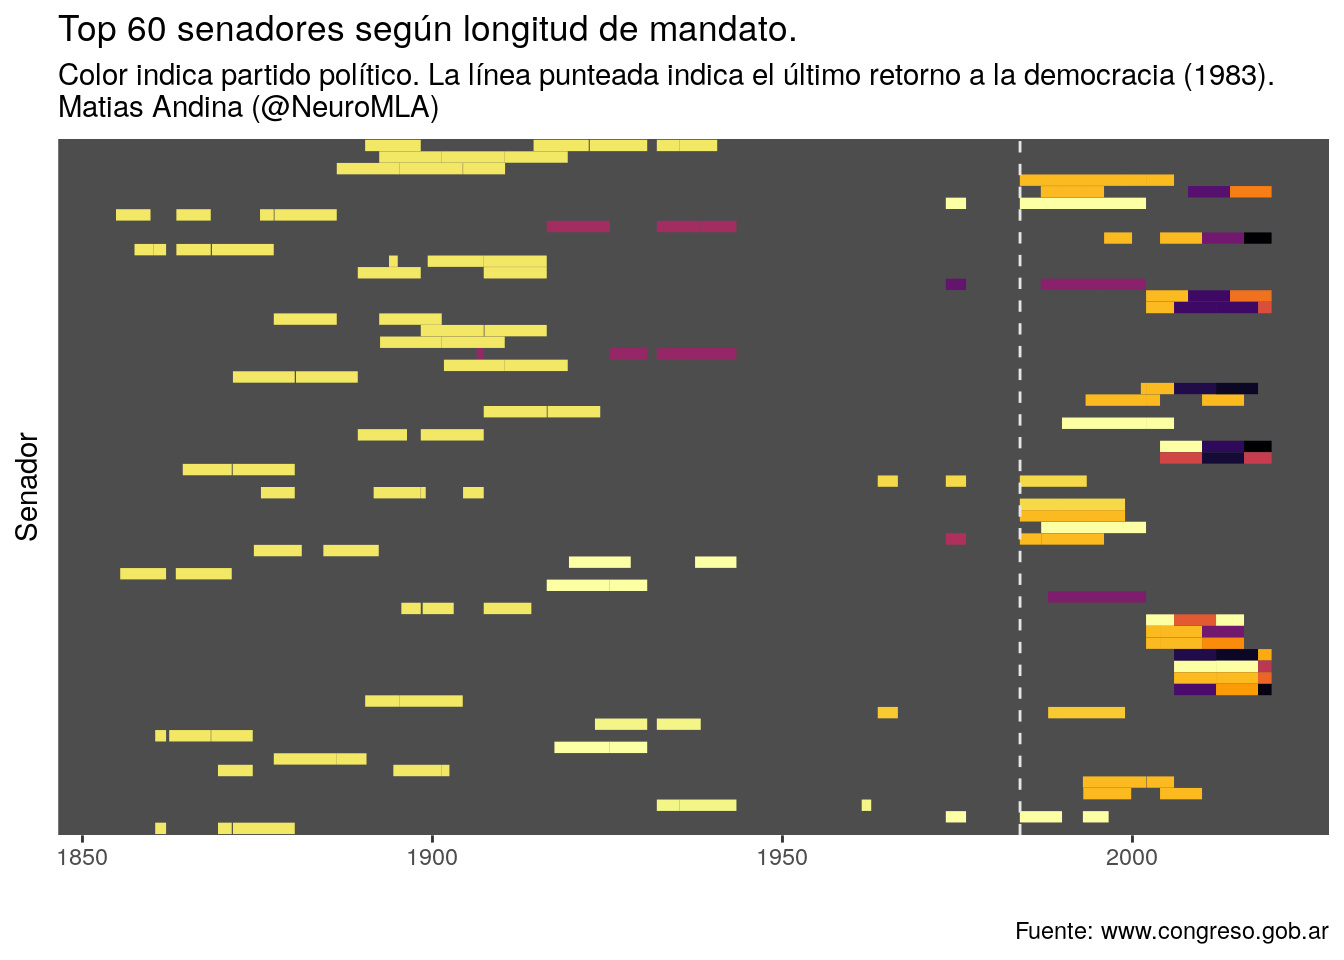 Top 60 senadores según longitud de mandato.
Color indica partido político. La línea punteada indica el último retorno a la democracia (1983).
Matias Andina (@NeuroMLA)
Senador
1850 1900 1950 2000
Fuente: www.congreso.gob.ar